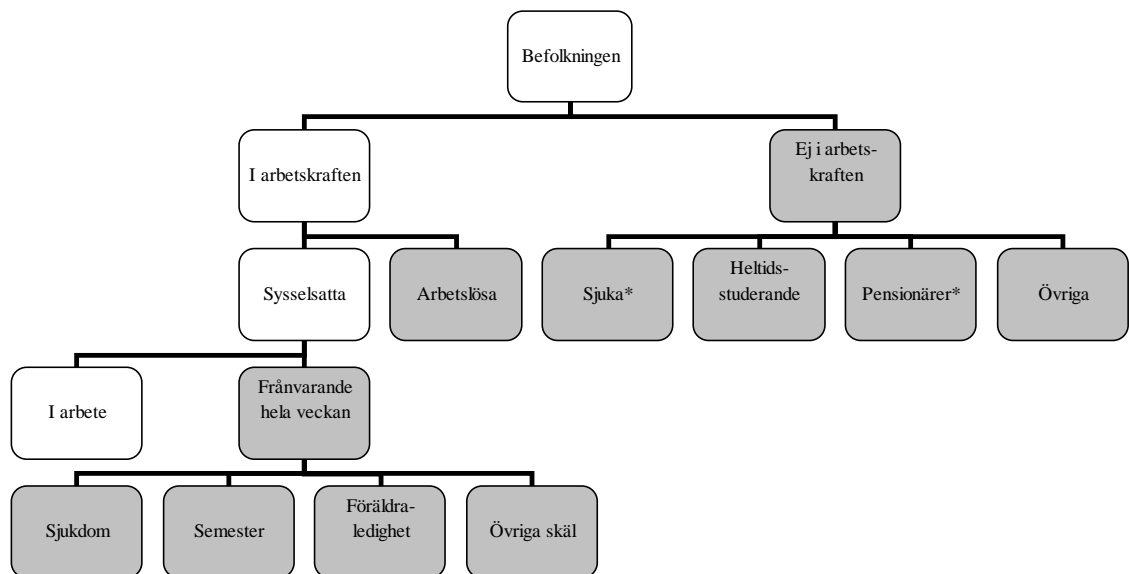 Befolkningen
I arbetskraften
Ej i arbets-
kraften
Sysselsatta
Arbetslösa
Sjuka*
Heltids-
studerande
Pensionärer*
Övriga
I arbete
Frånvarande
hela veckan
Sjukdom
Semester
Föräldra-
ledighet
Övriga skäl